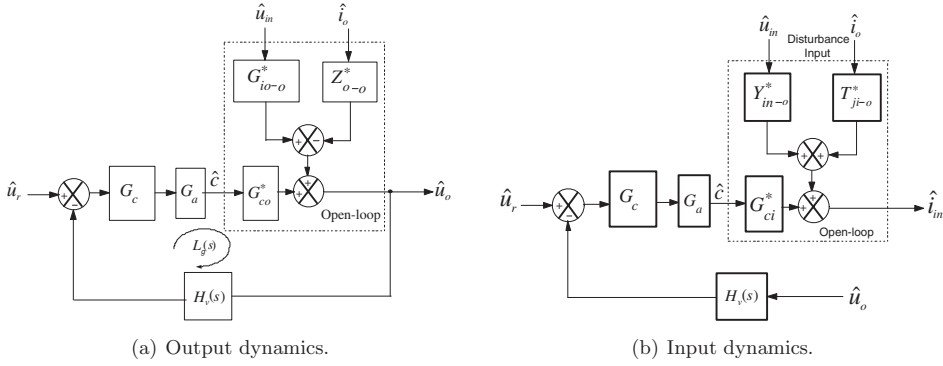 û_in
î_o
G*_io-o
Z*_o-o
+ −
û_r
+ −
G_c
G_a
ĉ
G*_co
+ +
û_o
Open-loop
L_g(s)
H_v(s)
(a) Output dynamics.
û_in
Disturbance
Input
î_o
Y*_in-o
T*_ji-o
+ +
û_r
+ −
G_c
G_a
ĉ
G*_ci
+ +
î_in
Open-loop
H_v(s)
û_o
(b) Input dynamics.